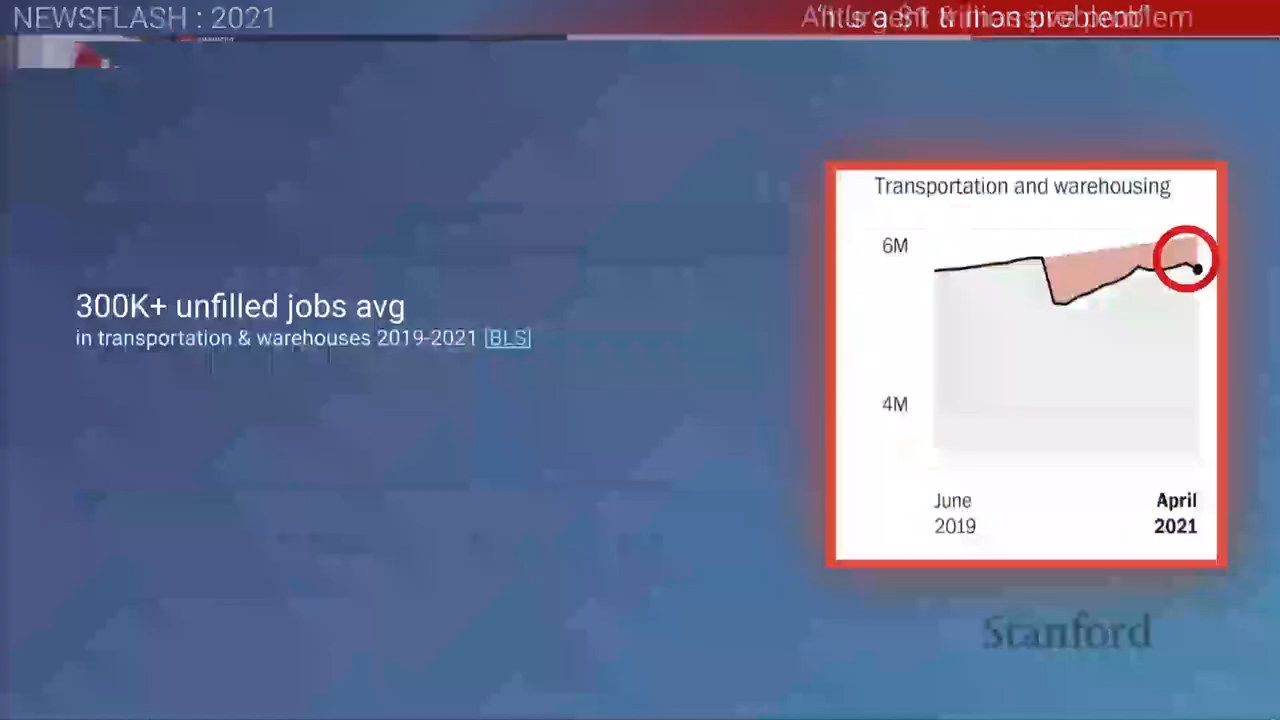 NEWSFLASH : 2021
Transportation and warehousing
6M
300K+ unfilled jobs avg
in transportation & warehouses 2019-2021 [BLS]
4M
June
2019
April
2021
Stanford